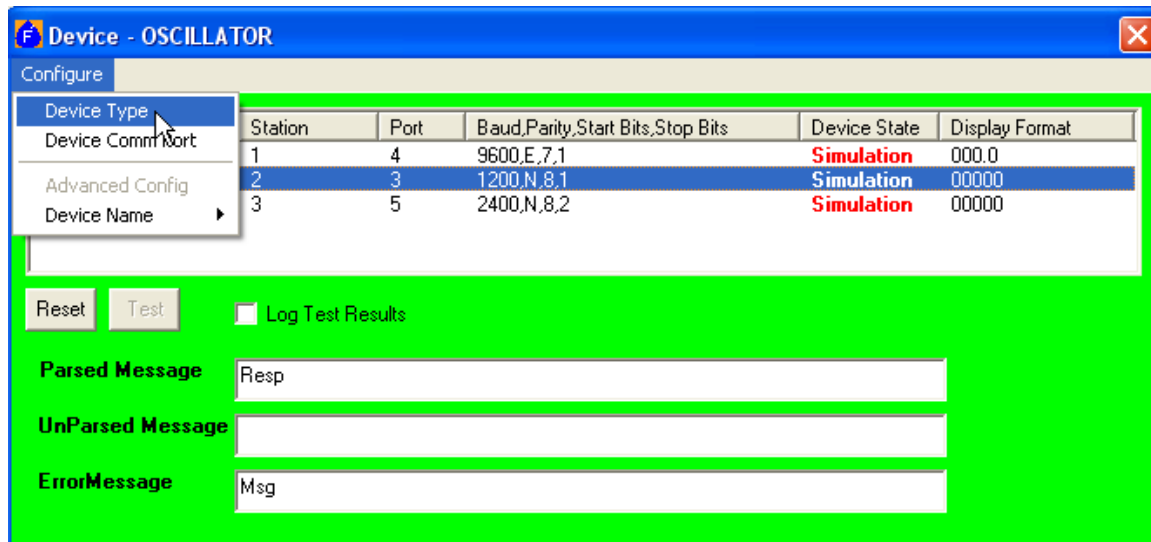 F Device - OSCILLATOR
Configure
Device Type
Device Comm Port
Advanced Config
Device Name
Station Port Baud,Parity,Start Bits,Stop Bits Device State Display Format
1 4 9600,E,7,1 Simulation 000.0
2 3 1200,N,8,1 Simulation 00000
3 5 2400,N,8,2 Simulation 00000
Reset Test Log Test Results
Parsed Message Resp
UnParsed Message
ErrorMessage Msg